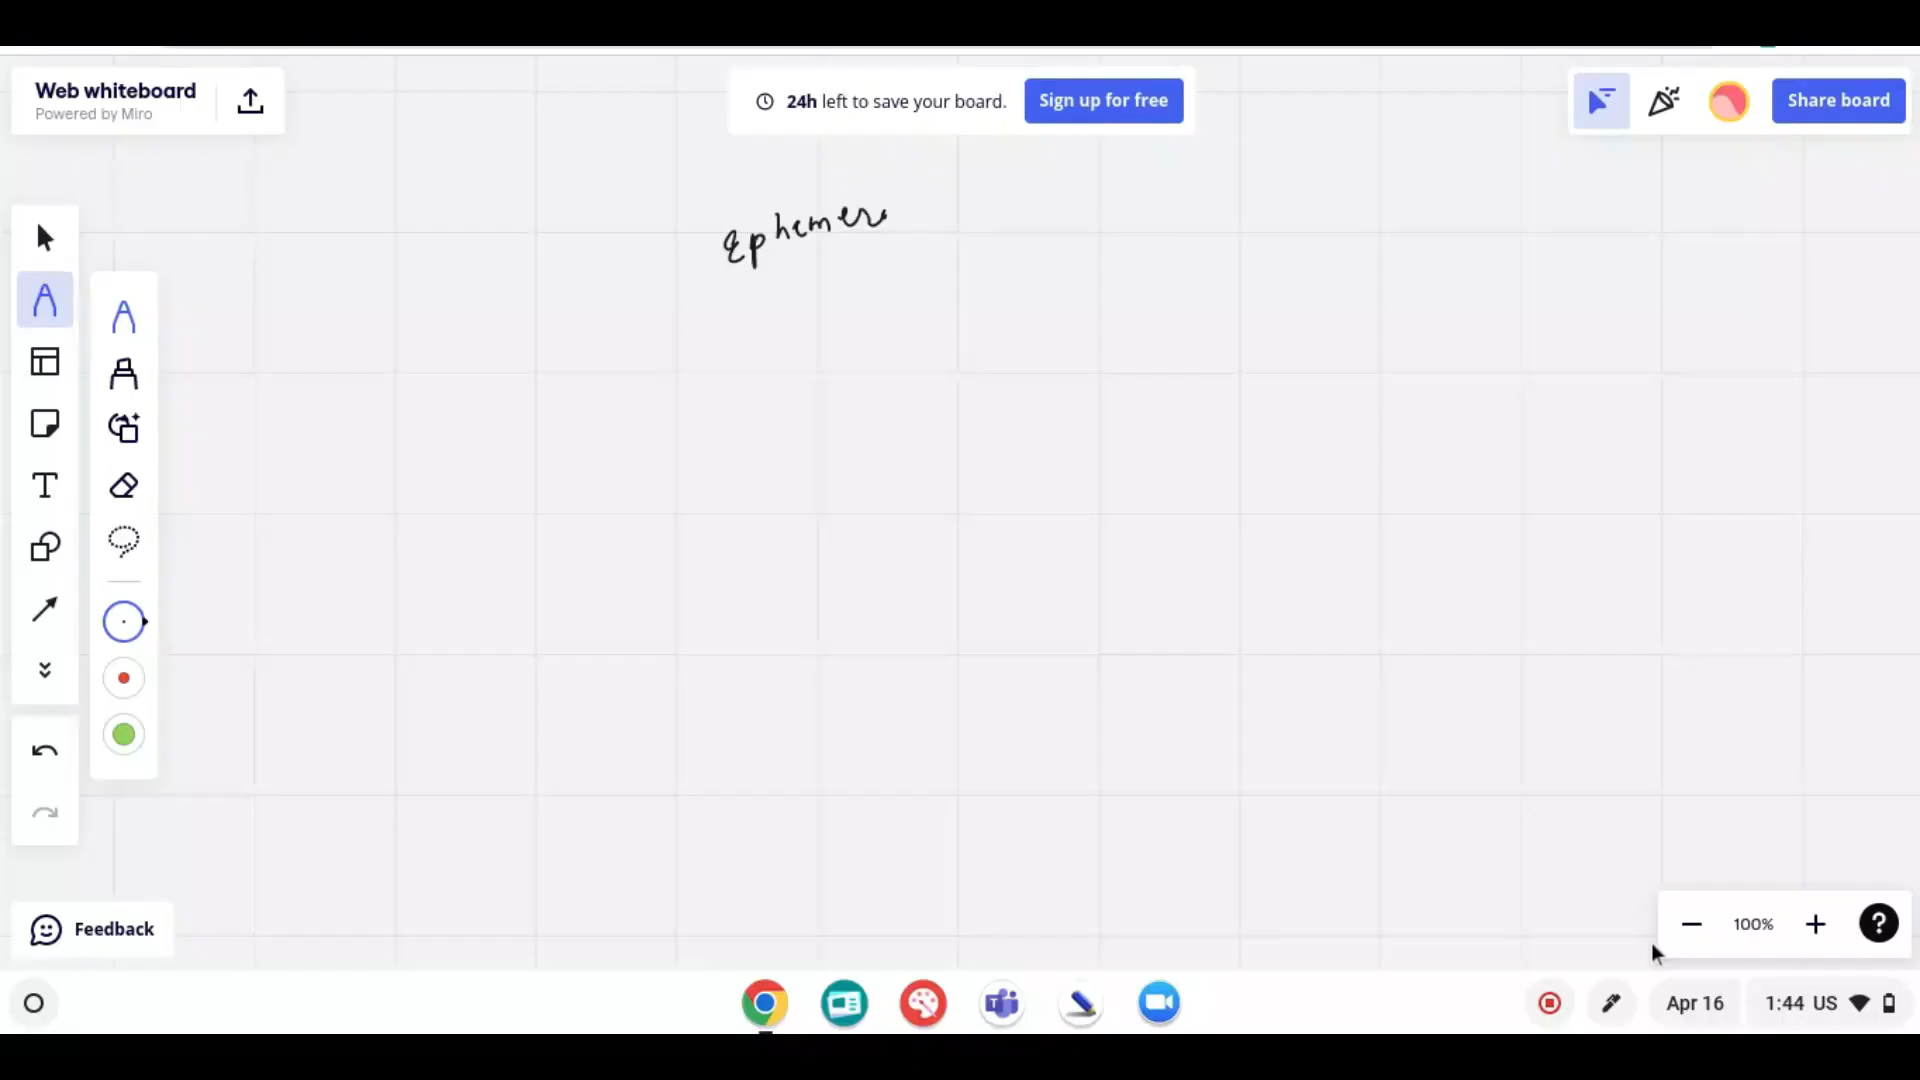 Web whiteboard
Powered by Miro
24h left to save your board.
Sign up for free
Share board
Ephemer
T
Feedback
100%
?
Apr 16
1:44 US